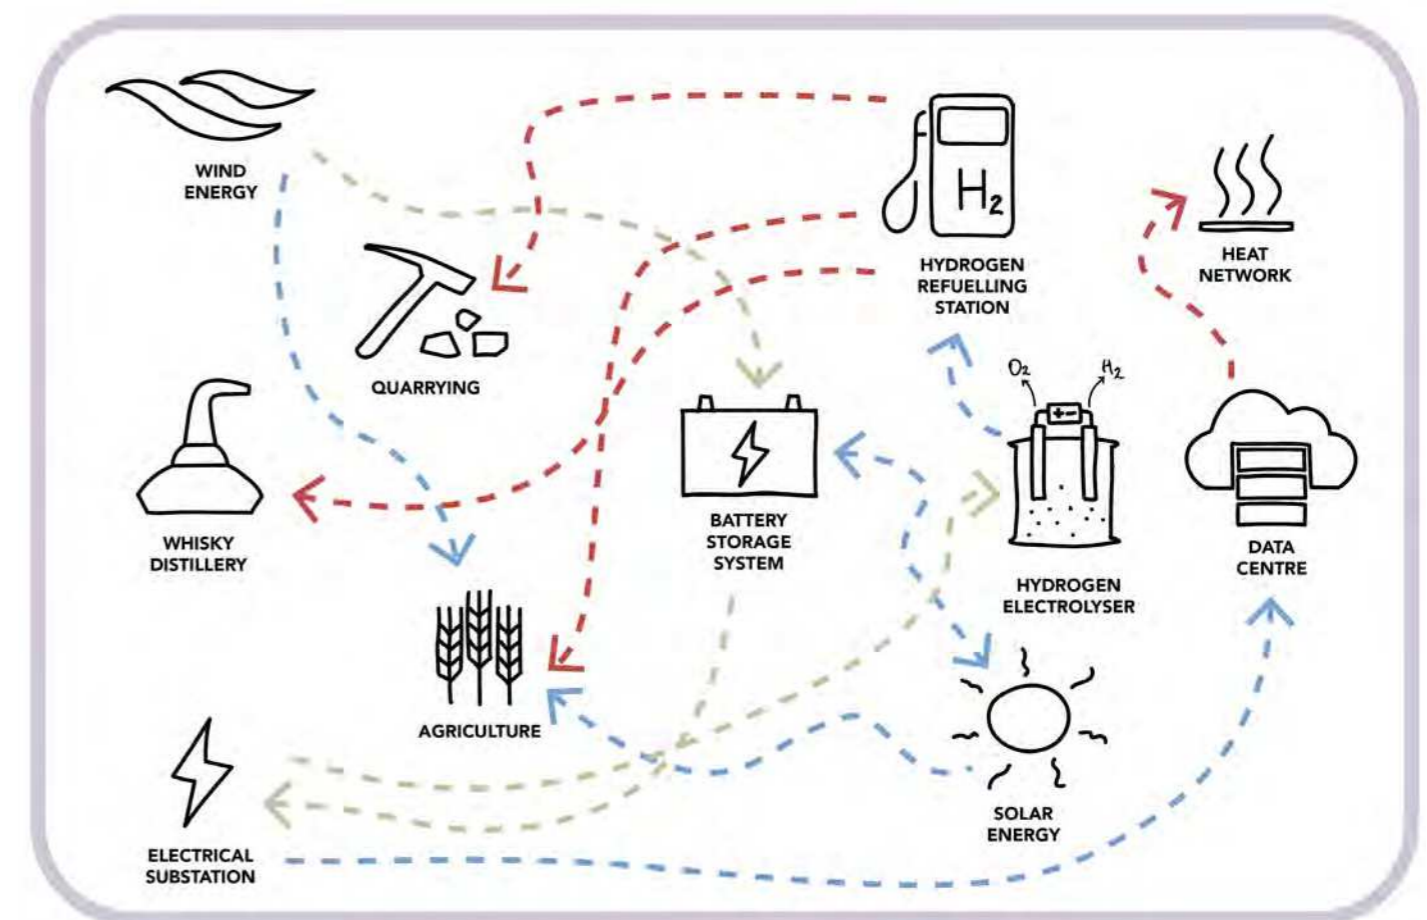 WIND
ENERGY
H2
HEAT
NETWORK
HYDROGEN
REFUELLING
STATION
QUARRYING
O2
H2
+-
WHISKY
DISTILLERY
BATTERY
STORAGE
SYSTEM
DATA
CENTRE
HYDROGEN
ELECTROLYSER
AGRICULTURE
SOLAR
ENERGY
ELECTRICAL
SUBSTATION